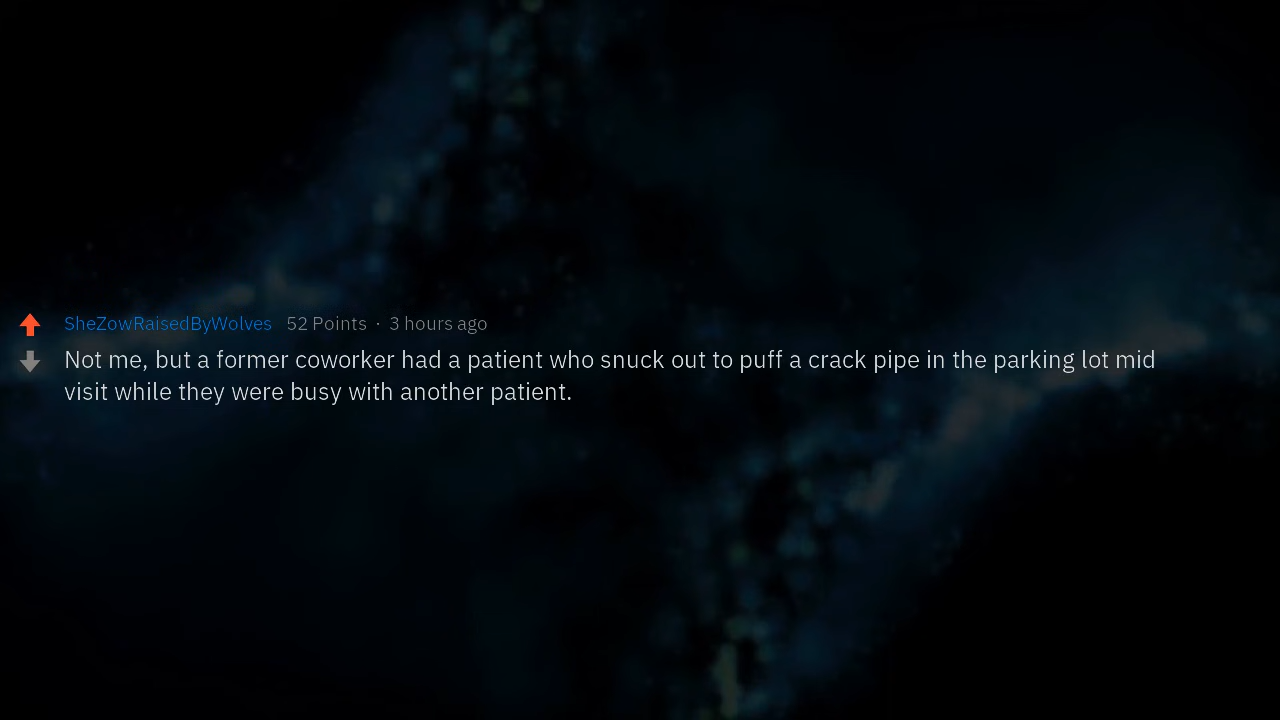 SheZowRaisedByWolves 52 Points · 3 hours ago
Not me, but a former coworker had a patient who snuck out to puff a crack pipe in the parking lot mid
visit while they were busy with another patient.